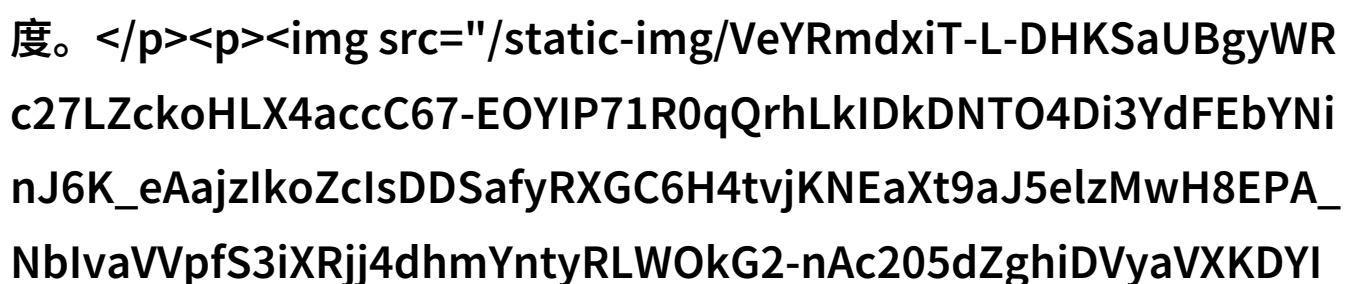 度。</p><p><img src="/static-img/VeYRmdxiT-L-DHKSaUBgyWR
c27LZckoHLX4accC67-EOYIP71R0qQrhLkIDkDNTO4Di3YdFEbYNi
nJ6K_eAajzIkoZcIsDDSafyRXGC6H4tvjKNEaXt9aJ5elzMwH8EPA_
NbIvaVVpfS3iXRjj4dhmYntyRLWOkG2-nAc205dZghiDVyaVXKDYI